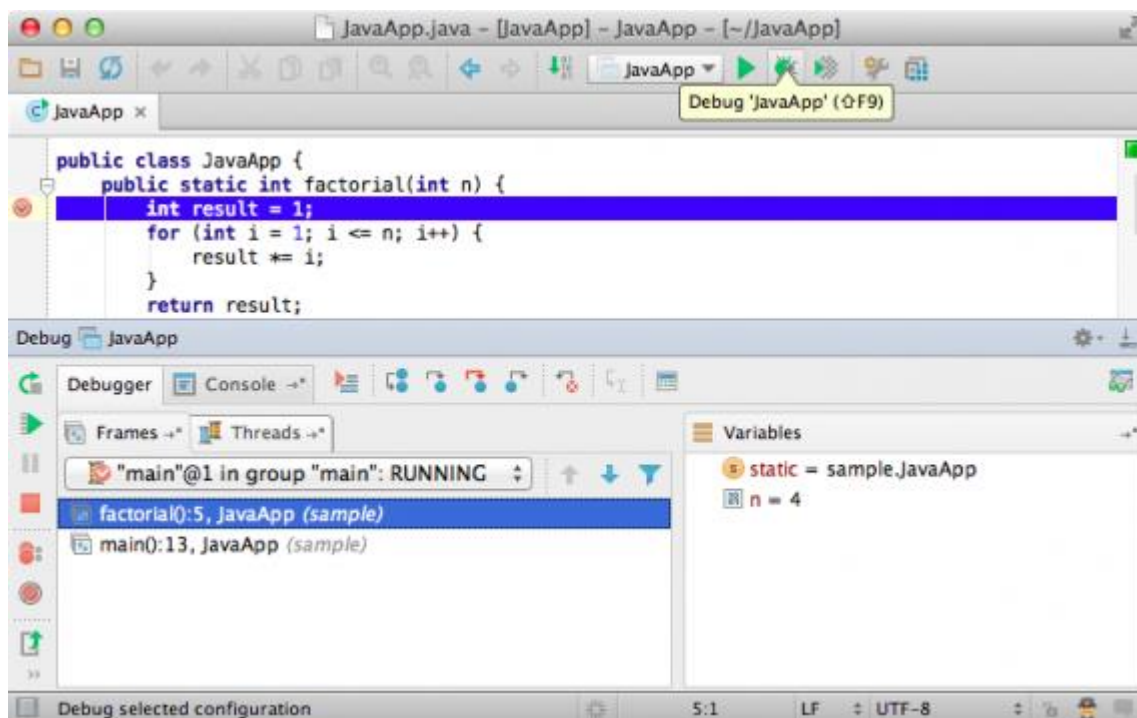 JavaApp.java – [JavaApp] – JavaApp – [~/JavaApp]
JavaApp
Debug 'JavaApp' (⇧F9)
JavaApp ×
public class JavaApp {
public static int factorial(int n) {
int result = 1;
for (int i = 1; i <= n; i++) {
result *= i;
}
return result;
Debug JavaApp
Debugger Console
Frames Threads
Variables
"main"@1 in group "main": RUNNING
static = sample.JavaApp
n = 4
factorial():5, JavaApp (sample)
main():13, JavaApp (sample)
Debug selected configuration 5:1 LF UTF-8